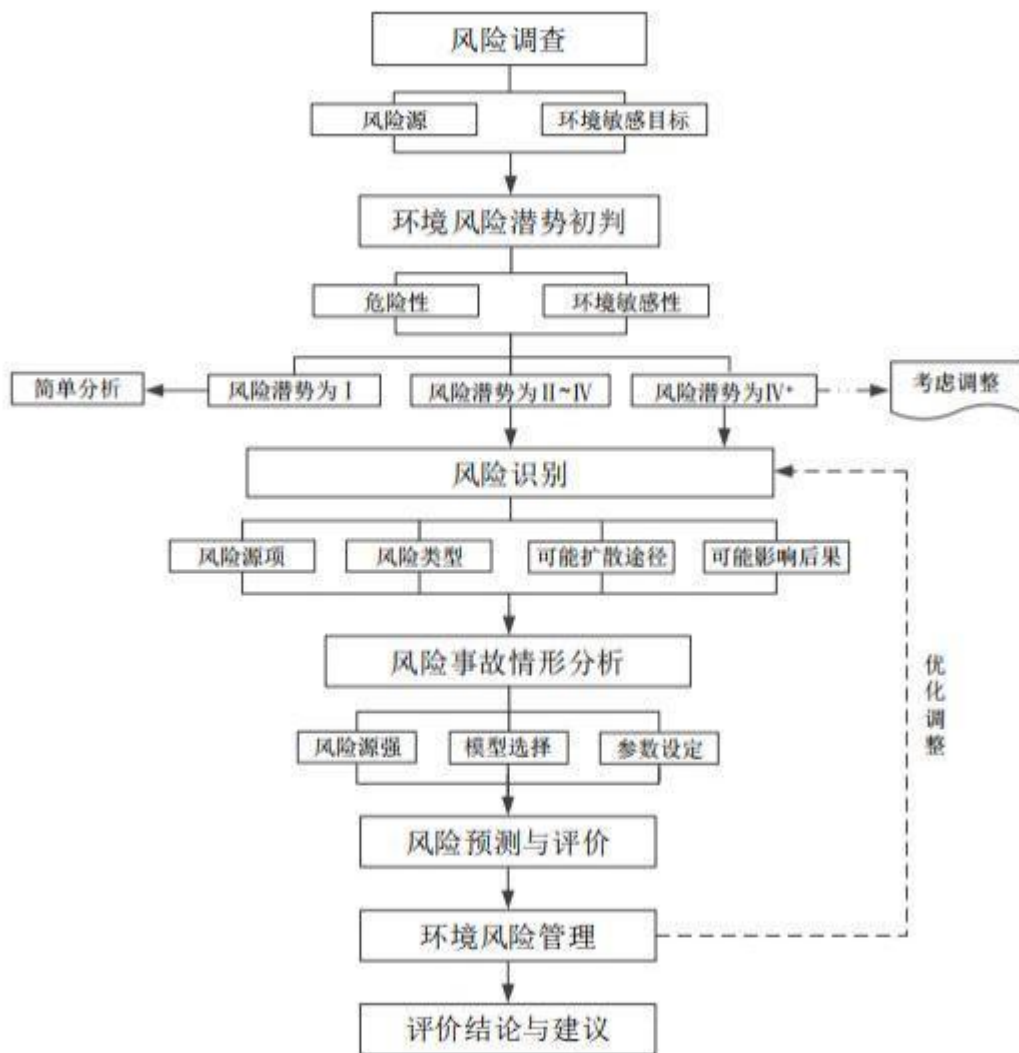 风险调查
风险源
环境敏感目标
环境风险潜势初判
危险性
环境敏感性
简单分析
风险潜势为Ⅰ
风险潜势为Ⅱ~Ⅳ
风险潜势为Ⅳ+
考虑调整
风险识别
风险源项
风险类型
可能扩散途径
可能影响后果
风险事故情形分析
优化调整
风险源强
模型选择
参数设定
风险预测与评价
环境风险管理
评价结论与建议